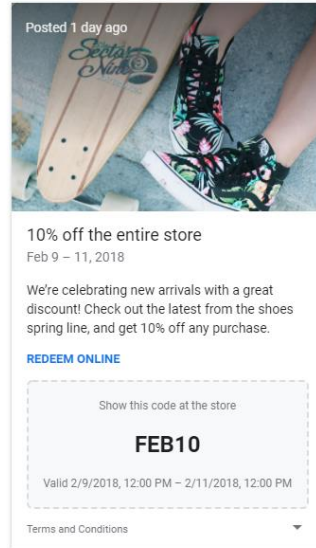 Posted 1 day ago
Sector
Nine
10% off the entire store
Feb 9 – 11, 2018
We're celebrating new arrivals with a great
discount! Check out the latest from the shoes
spring line, and get 10% off any purchase.
REDEEM ONLINE
Show this code at the store
FEB10
Valid 2/9/2018, 12:00 PM – 2/11/2018, 12:00 PM
Terms and Conditions